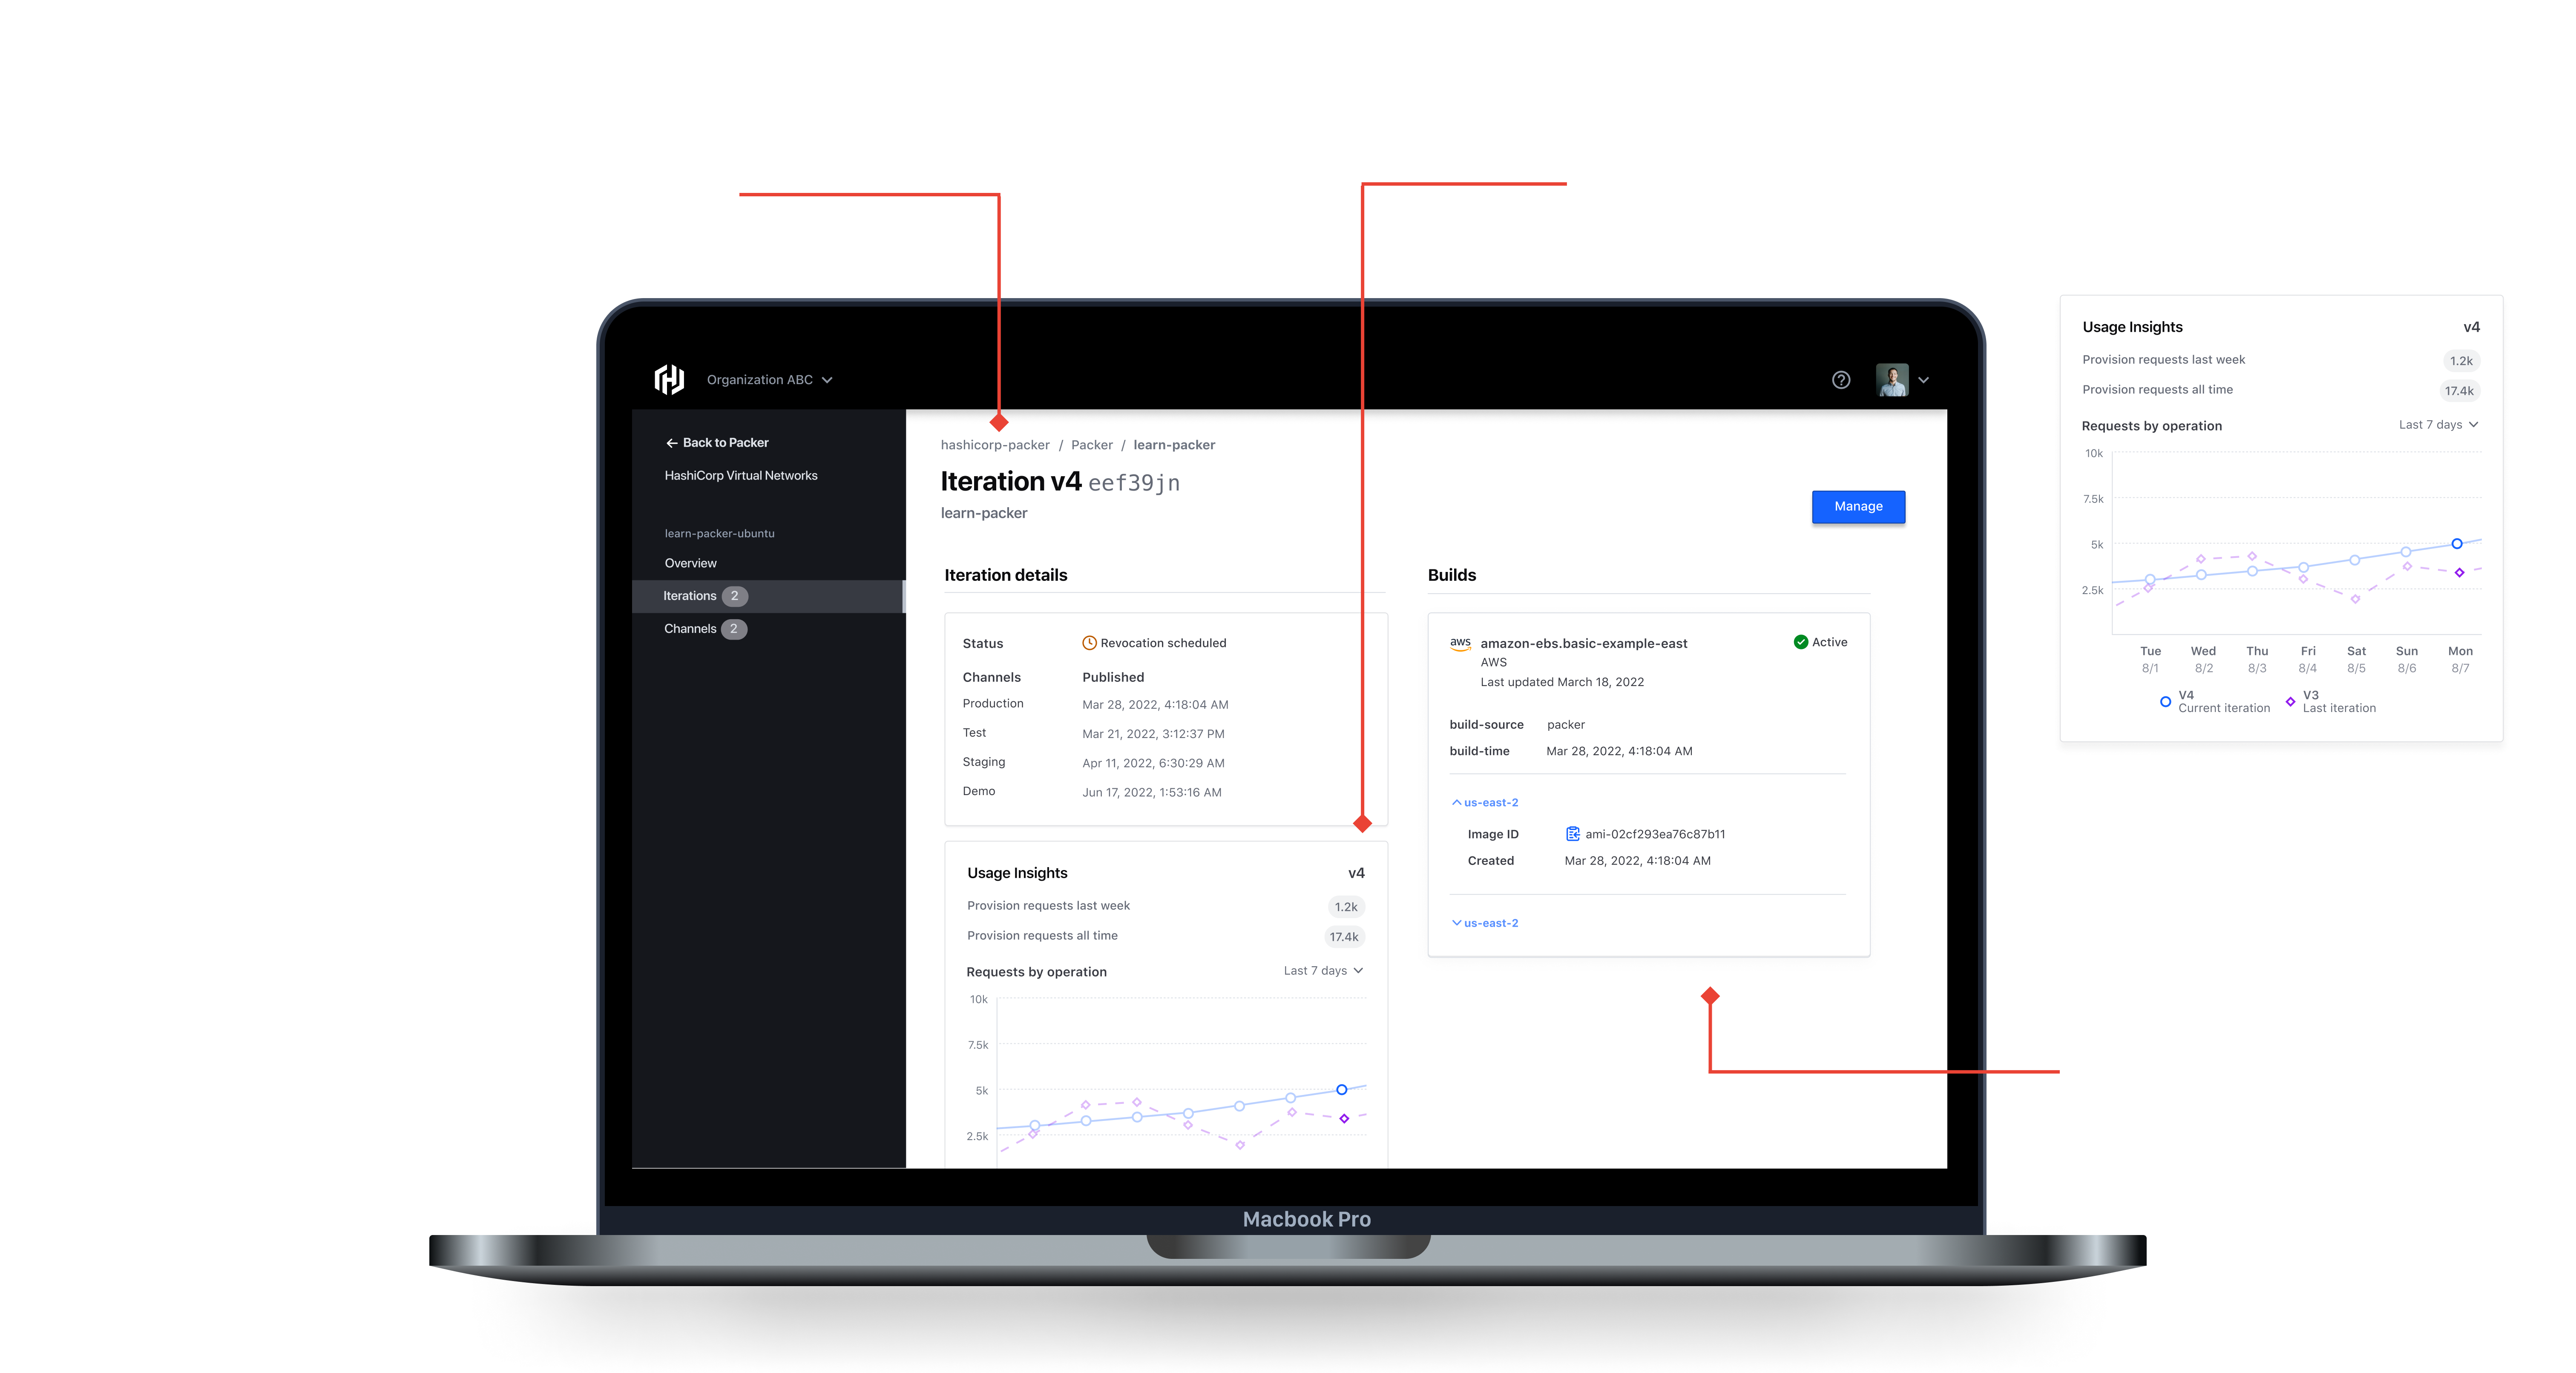 Organization ABC
Back to Packer
HashiCorp Virtual Networks
learn-packer-ubuntu
Overview
Iterations 2
Channels 2
hashicorp-packer / Packer / learn-packer
Iteration v4 eef39jn
learn-packer
Manage
Iteration details
Status Revocation scheduled
Channels Published
Production Mar 28, 2022, 4:18:04 AM
Test Mar 21, 2022, 3:12:37 PM
Staging Apr 11, 2022, 6:30:29 AM
Demo Jun 17, 2022, 1:53:16 AM
Usage Insights v4
Provision requests last week 1.2k
Provision requests all time 17.4k
Requests by operation Last 7 days
10k
7.5k
5k
2.5k
Builds
aws amazon-ebs.basic-example-east Active
AWS
Last updated March 18, 2022
build-source packer
build-time Mar 28, 2022, 4:18:04 AM
us-east-2
Image ID ami-02cf293ea76c87b11
Created Mar 28, 2022, 4:18:04 AM
us-east-2
Macbook Pro
Usage Insights v4
Provision requests last week 1.2k
Provision requests all time 17.4k
Requests by operation Last 7 days
10k
7.5k
5k
2.5k
Tue Wed Thu Fri Sat Sun Mon
8/1 8/2 8/3 8/4 8/5 8/6 8/7
V4 V3
Current iteration Last iteration